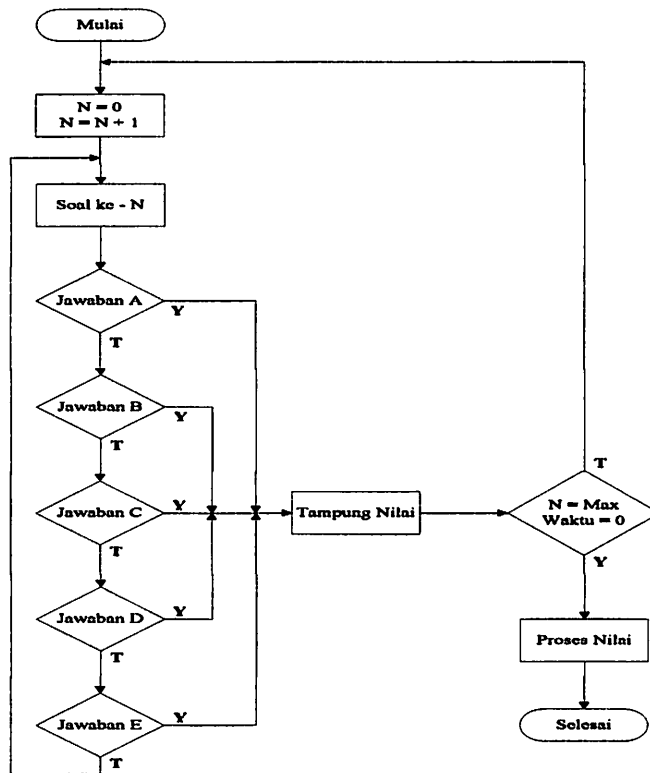 Mulai
N = 0
N = N + 1
Soal ke - N
Jawaban A
Y
T
Jawaban B
Y
T
Jawaban C
Y
T
Jawaban D
Y
T
Jawaban E
Y
T
Tampung Nilai
T
N = Max
Waktu = 0
Y
Proses Nilai
Selesai